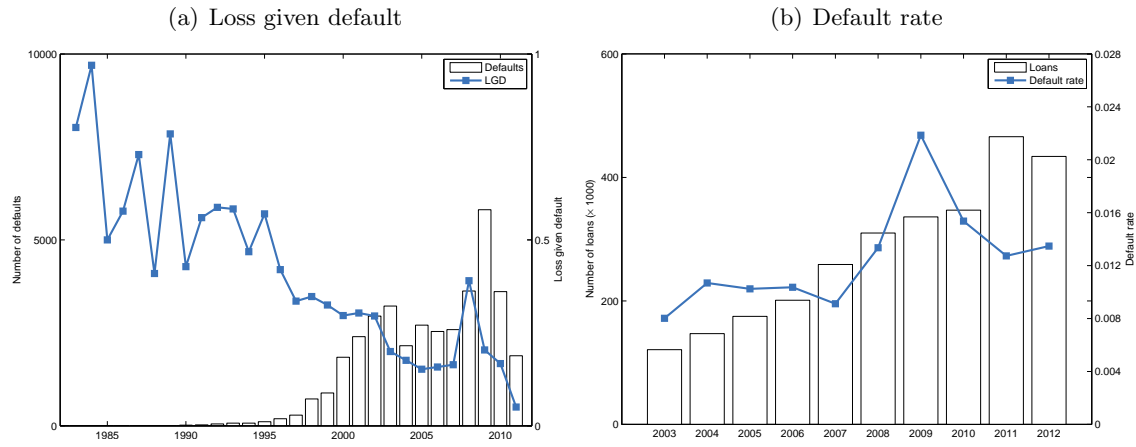 (a) Loss given default
10000
5000
0
Number of defaults
1
0.5
0
Loss given default
Defaults
LGD
1985 1990 1995 2000 2005 2010
(b) Default rate
600
400
200
0
Number of loans (× 1000)
0.028
0.024
0.02
0.016
0.012
0.008
0.004
0
Default rate
Loans
Default rate
2003 2004 2005 2006 2007 2008 2009 2010 2011 2012